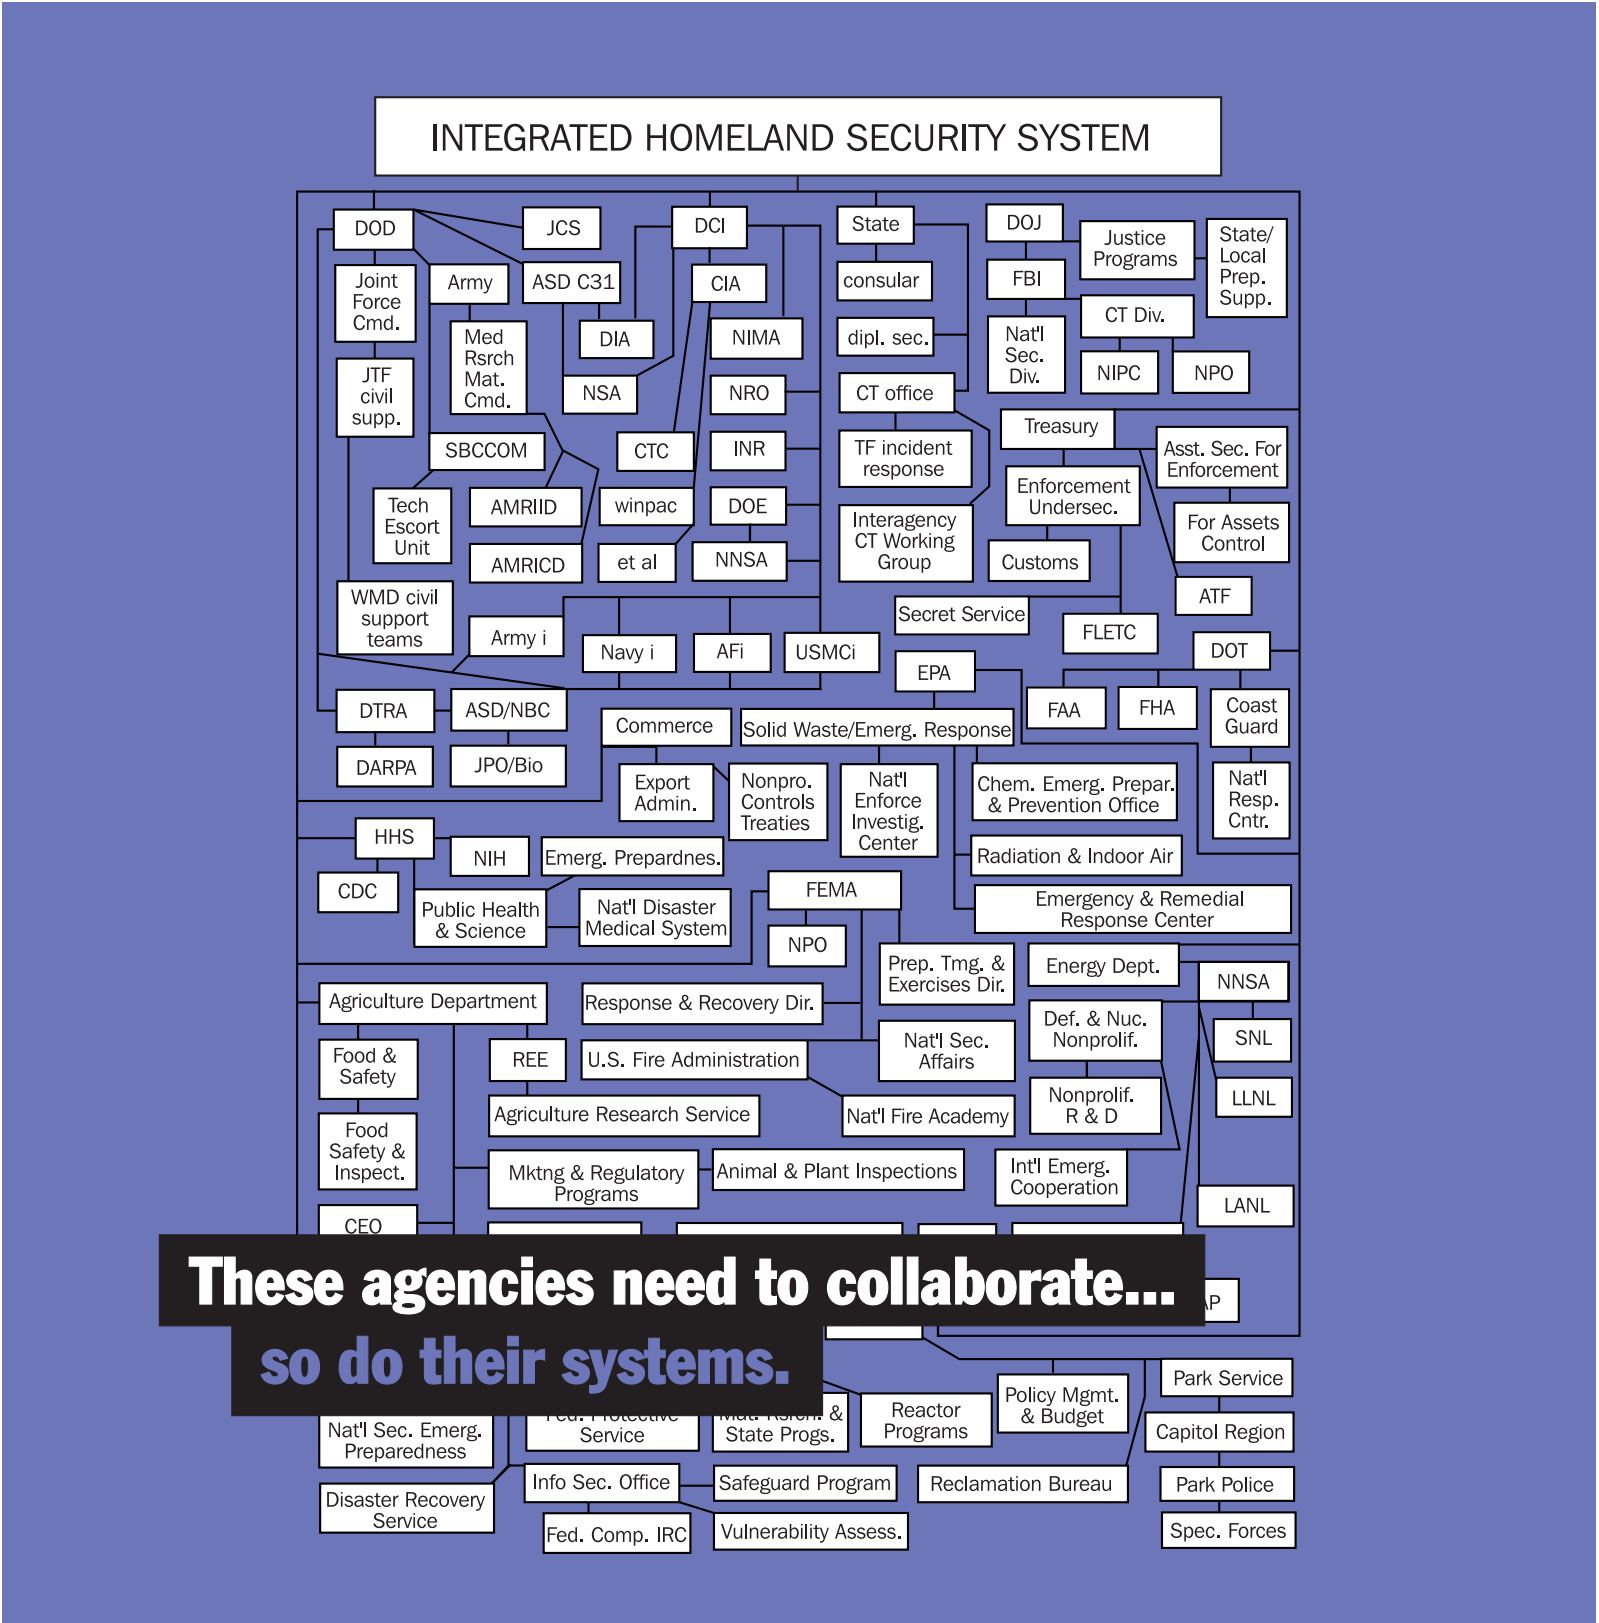 INTEGRATED HOMELAND SECURITY SYSTEM
DOD
JCS
DCI
State
DOJ
Justice
Programs
State/
Local
Prep.
Supp.
Joint
Force
Cmd.
Army
ASD C31
CIA
consular
FBI
CT Div.
DIA
NIMA
dipl. sec.
Nat'l
Sec.
Div.
Med
Rsrch
Mat.
Cmd.
JTF
civil
supp.
NSA
NRO
CT office
NIPC
NPO
Treasury
SBCCOM
CTC
INR
TF incident
response
Asst. Sec. For
Enforcement
Enforcement
Undersec.
Tech
Escort
Unit
AMRIID
winpac
DOE
Interagency
CT Working
Group
For Assets
Control
AMRICD
et al
NNSA
Customs
ATF
WMD civil
support
teams
Secret Service
FLETC
Army i
Navy i
AFi
USMCi
DOT
EPA
DTRA
ASD/NBC
Commerce
Solid Waste/Emerg. Response
FAA
FHA
Coast
Guard
DARPA
JPO/Bio
Export
Admin.
Nonpro.
Controls
Treaties
Nat'l
Enforce
Investig.
Center
Chem. Emerg. Prepar.
& Prevention Office
Nat'l
Resp.
Cntr.
HHS
NIH
Emerg. Prepardnes.
Radiation & Indoor Air
CDC
Public Health
& Science
Nat'l Disaster
Medical System
FEMA
Emergency & Remedial
Response Center
NPO
Prep. Tmg. &
Exercises Dir.
Energy Dept.
NNSA
Agriculture Department
Response & Recovery Dir.
Def. & Nuc.
Nonprolif.
SNL
Food &
Safety
REE
U.S. Fire Administration
Nat'l Sec.
Affairs
Nonprolif.
R & D
LLNL
Agriculture Research Service
Nat'l Fire Academy
Food
Safety &
Inspect.
Mktng & Regulatory
Programs
Animal & Plant Inspections
Int'l Emerg.
Cooperation
LANL
CEO
These agencies need to collaborate...
so do their systems.
Nat'l Sec. Emerg.
Preparedness
Fed. Protective
Service
Mat. Rsrch. &
State Progs.
Reactor
Programs
Policy Mgmt.
& Budget
Park Service
Capitol Region
Info Sec. Office
Safeguard Program
Reclamation Bureau
Park Police
Disaster Recovery
Service
Fed. Comp. IRC
Vulnerability Assess.
Spec. Forces